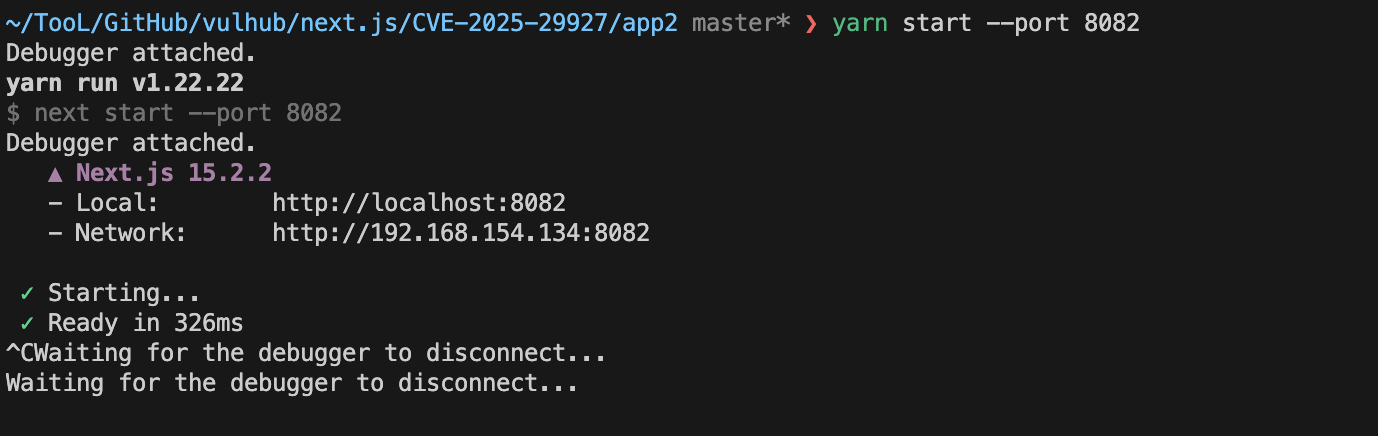 ~/TooL/GitHub/vulhub/next.js/CVE-2025-29927/app2 master* ❯ yarn start --port 8082
Debugger attached.
yarn run v1.22.22
$ next start --port 8082
Debugger attached.
▲ Next.js 15.2.2
- Local: http://localhost:8082
- Network: http://192.168.154.134:8082
✓ Starting...
✓ Ready in 326ms
^CWaiting for the debugger to disconnect...
Waiting for the debugger to disconnect...